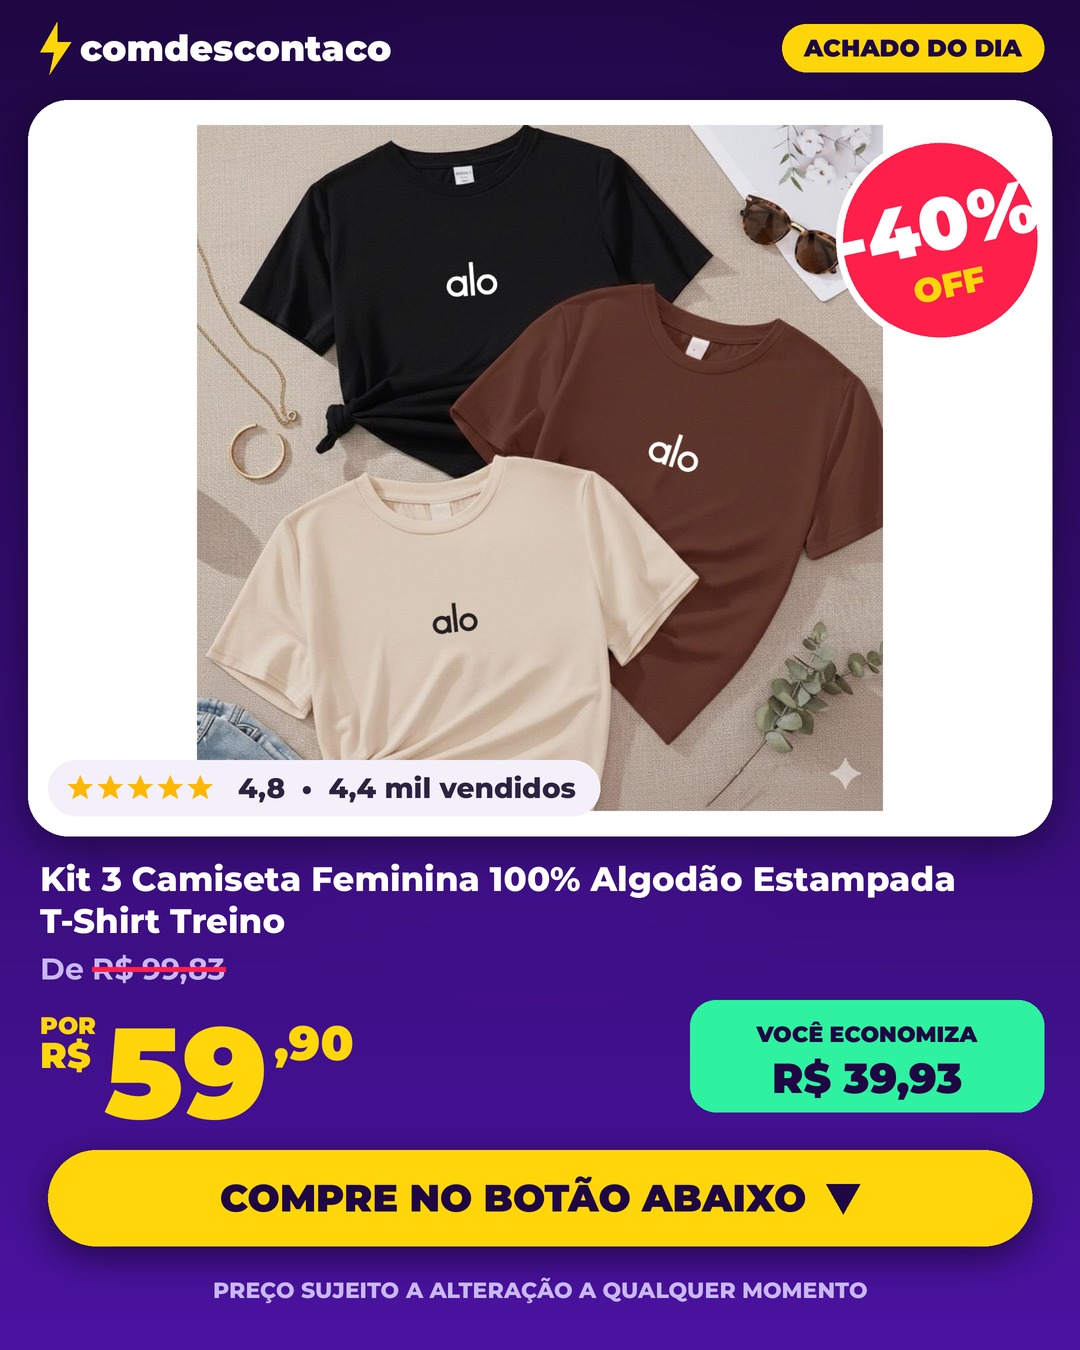 comdescontaco
ACHADO DO DIA
-40%
OFF
alo
alo
alo
4,8 • 4,4 mil vendidos
Kit 3 Camiseta Feminina 100% Algodão Estampada
T-Shirt Treino
De R$ 99,83
POR
R$ 59,90
VOCÊ ECONOMIZA
R$ 39,93
COMPRE NO BOTÃO ABAIXO ▼
PREÇO SUJEITO A ALTERAÇÃO A QUALQUER MOMENTO